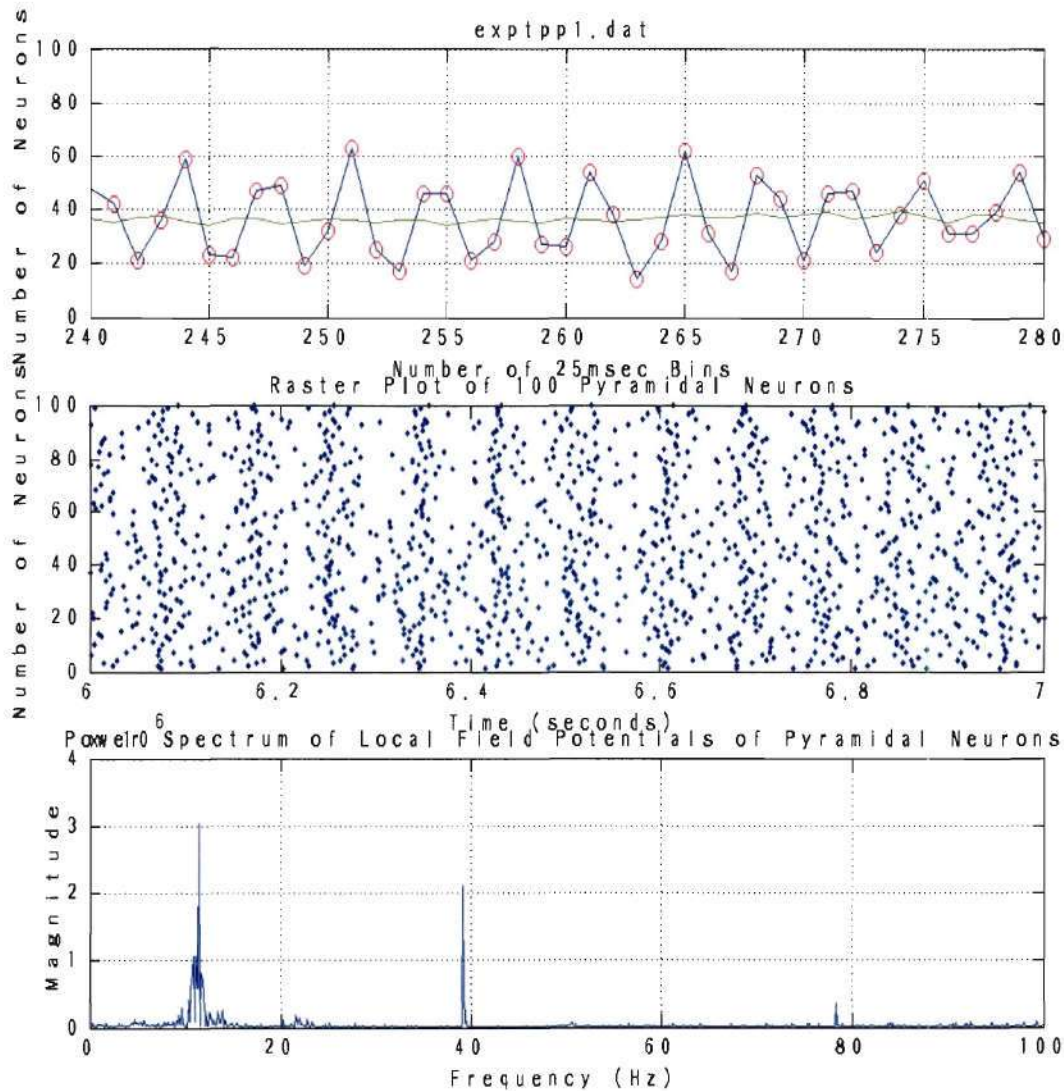 exptpp1.dat
Number of Neurons
100
80
60
40
20
0
240 245 250 255 260 265 270 275 280
Number of 25msec Bins
Raster Plot of 100 Pyramidal Neurons
Number of Neurons
100
80
60
40
20
0
6 6.2 6.4 6.6 6.8 7
Time (seconds)
x 10 6
Power Spectrum of Local Field Potentials of Pyramidal Neurons
Magnitude
4
3
2
1
0
0 20 40 60 80 100
Frequency (Hz)